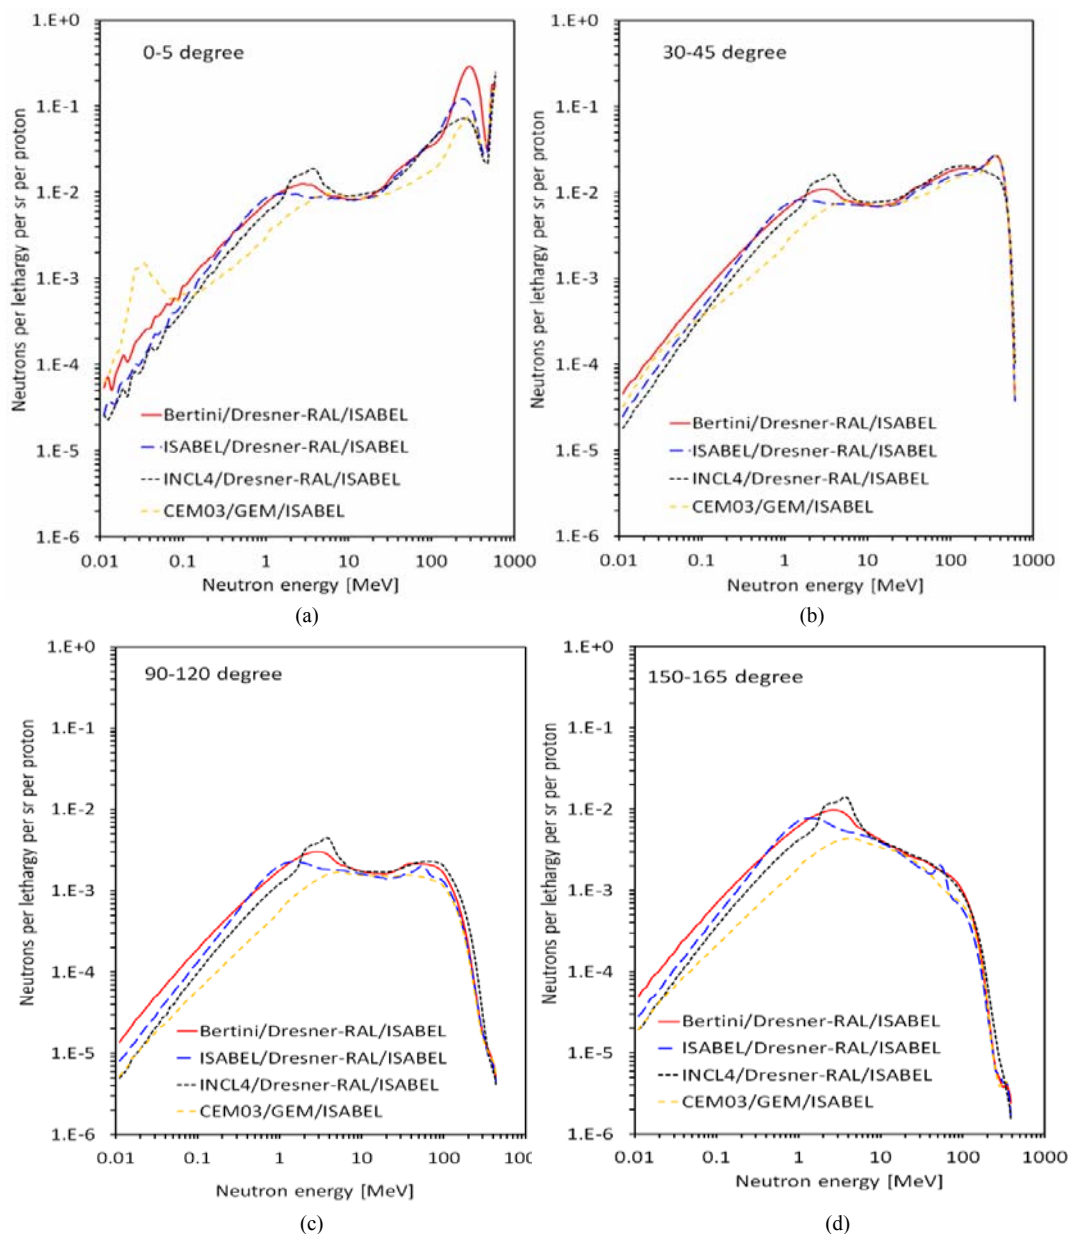 1.E+0
0-5 degree
1.E-1
1.E-2
1.E-3
1.E-4
1.E-5
1.E-6
Neutrons per lethargy per sr per proton
Bertini/Dresner-RAL/ISABEL
ISABEL/Dresner-RAL/ISABEL
INCL4/Dresner-RAL/ISABEL
CEM03/GEM/ISABEL
0.01 0.1 1 10 100 1000
Neutron energy [MeV]
(a)
1.E+0
30-45 degree
1.E-1
1.E-2
1.E-3
1.E-4
1.E-5
1.E-6
Neutrons per lethargy per sr per proton
Bertini/Dresner-RAL/ISABEL
ISABEL/Dresner-RAL/ISABEL
INCL4/Dresner-RAL/ISABEL
CEM03/GEM/ISABEL
0.01 0.1 1 10 100 1000
Neutron energy [MeV]
(b)
1.E+0
90-120 degree
1.E-1
1.E-2
1.E-3
1.E-4
1.E-5
1.E-6
Neutrons per lethargy per sr per proton
Bertini/Dresner-RAL/ISABEL
ISABEL/Dresner-RAL/ISABEL
INCL4/Dresner-RAL/ISABEL
CEM03/GEM/ISABEL
0.01 0.1 1 10 100 100
Neutron energy [MeV]
(c)
1.E+0
150-165 degree
1.E-1
1.E-2
1.E-3
1.E-4
1.E-5
1.E-6
Neutrons per lethargy per sr per proton
Bertini/Dresner-RAL/ISABEL
ISABEL/Dresner-RAL/ISABEL
INCL4/Dresner-RAL/ISABEL
CEM03/GEM/ISABEL
0.01 0.1 1 10 100 1000
Neutron energy [MeV]
(d)